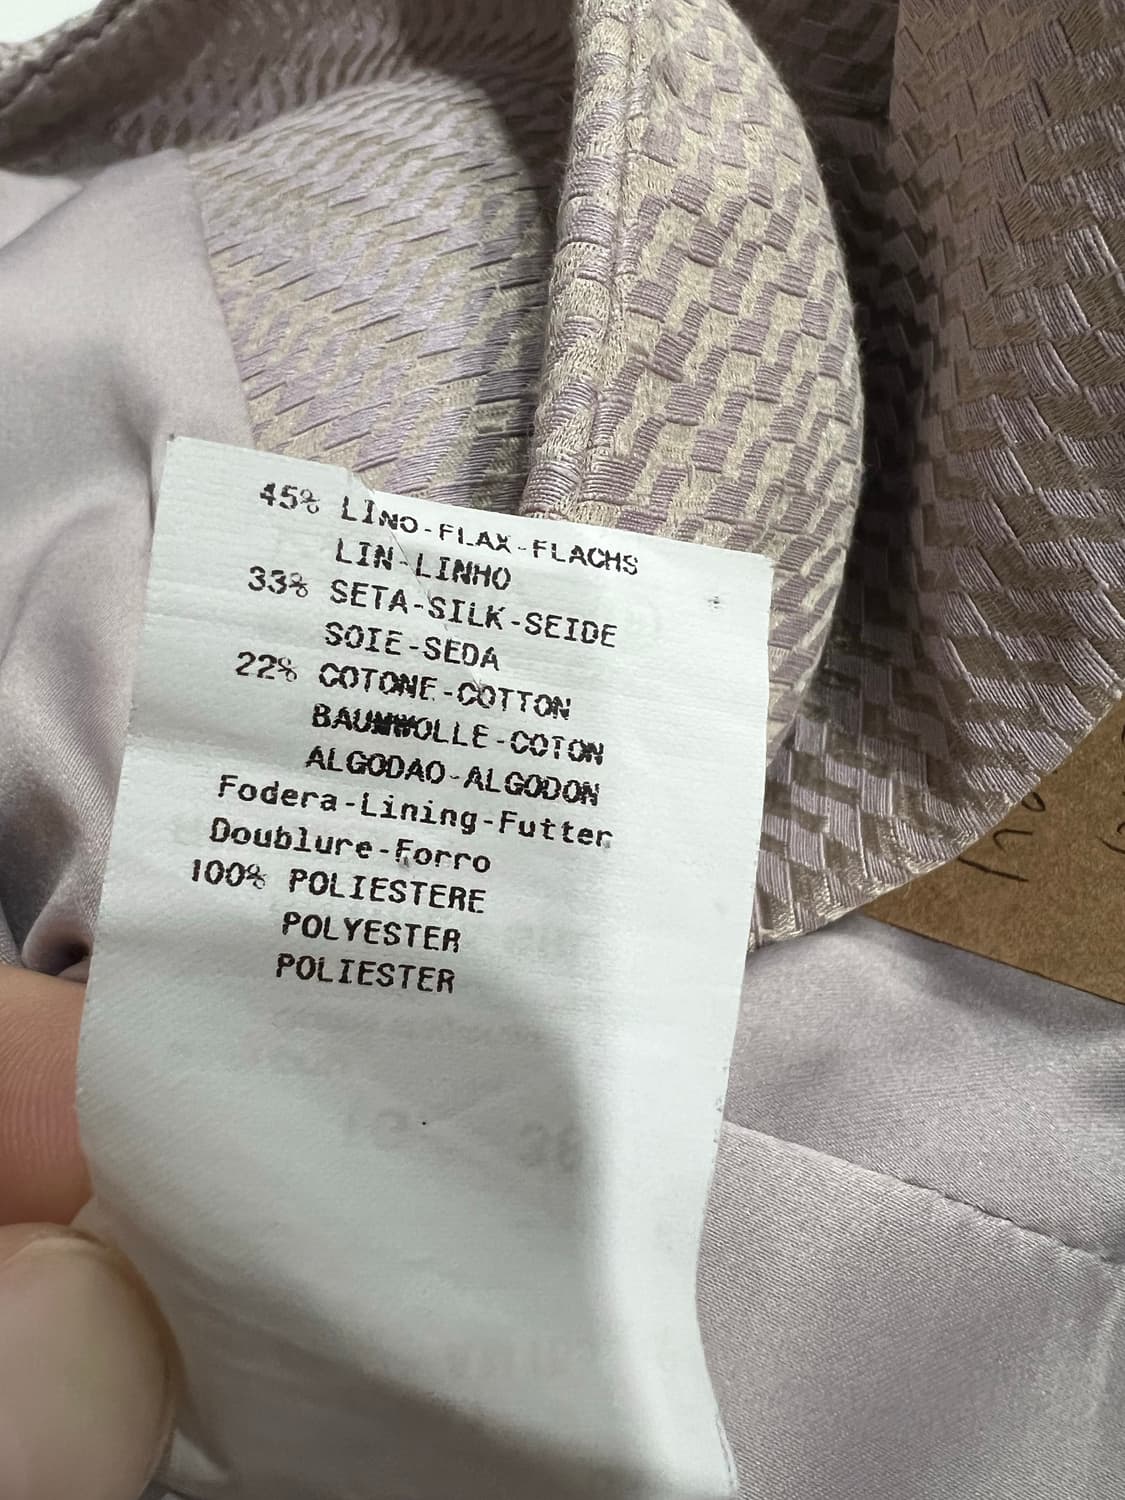 45% LINO-FLAX-FLACHS
LIN-LINHO
33% SETA-SILK-SEIDE
SOIE-SEDA
22% COTONE-COTTON
BAUMWOLLE-COTON
ALGODAO-ALGODON
Fodera-Lining-Futter
Doublure-Forro
100% POLIESTERE
POLYESTER
POLIESTER